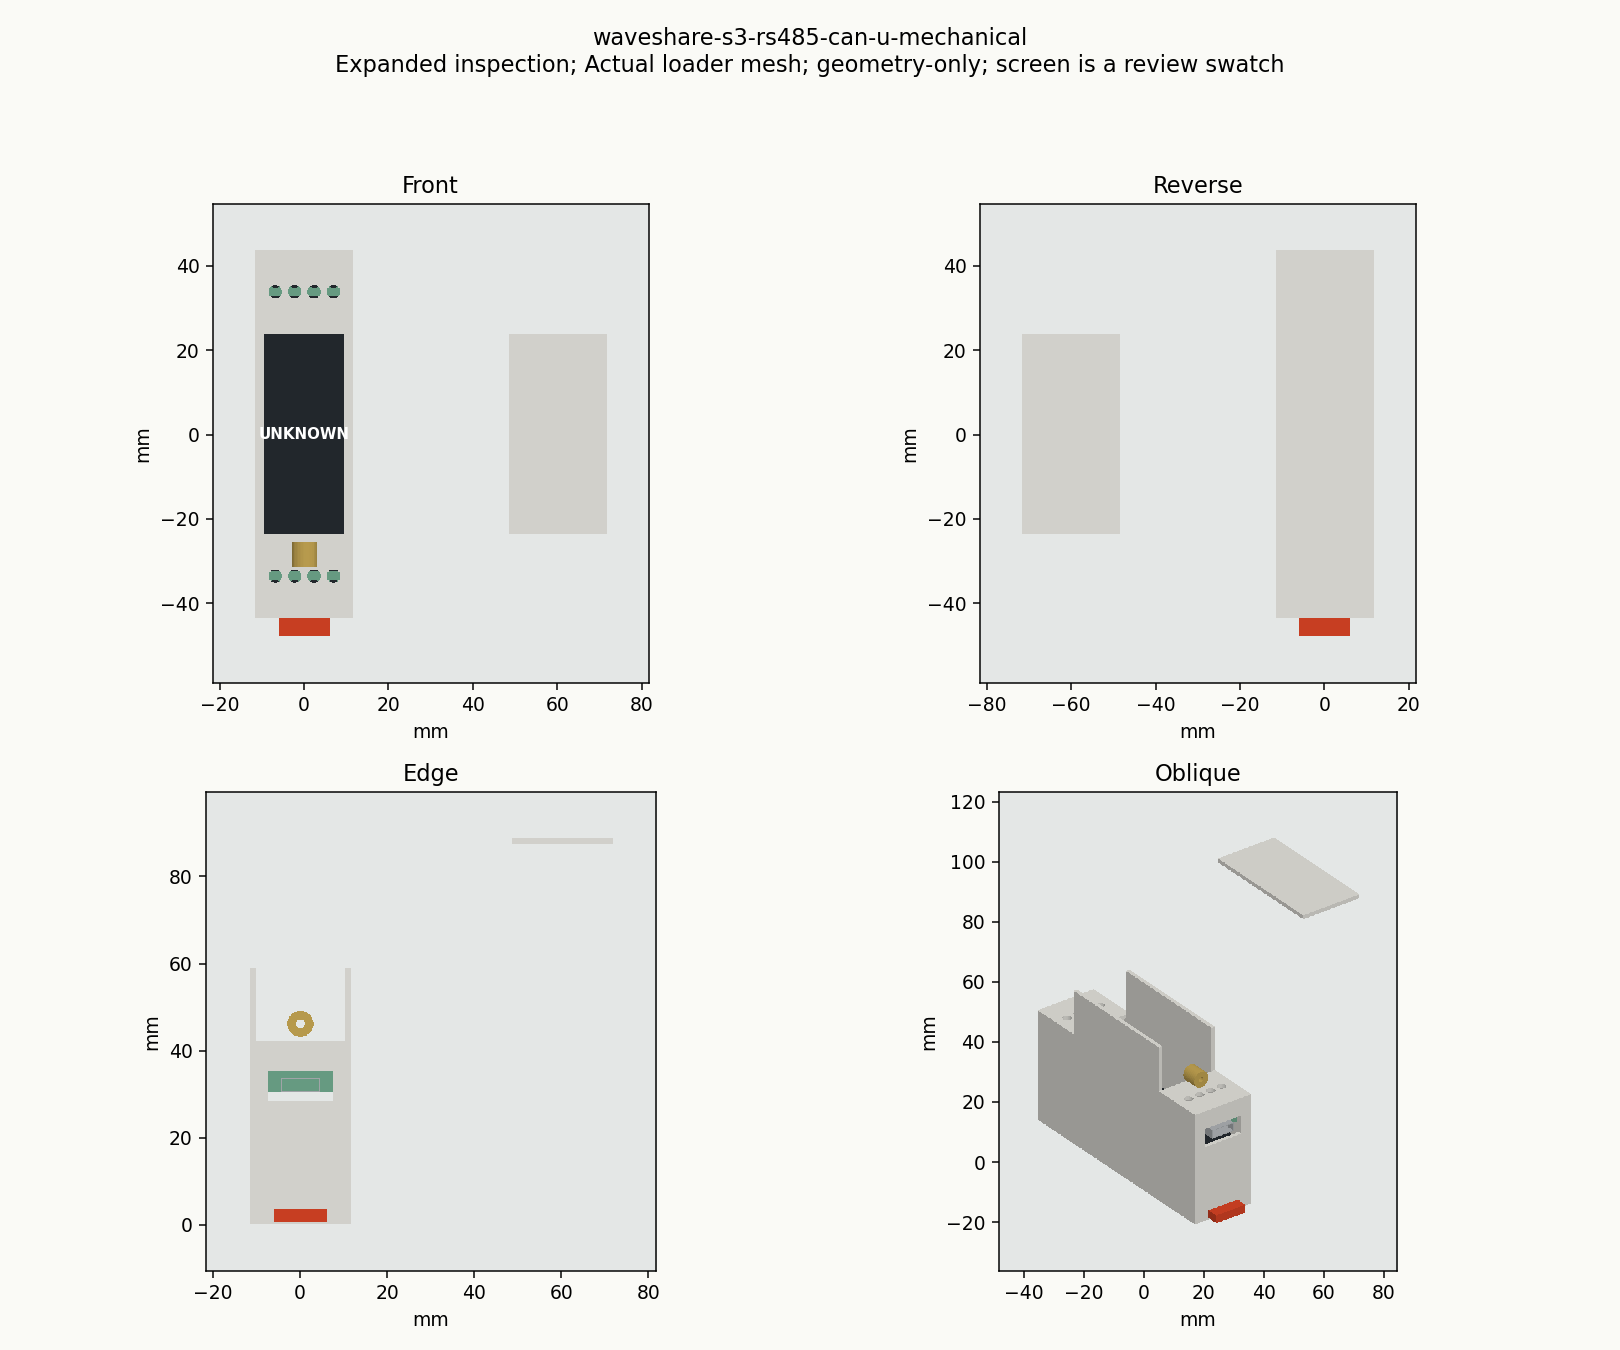 waveshare-s3-rs485-can-u-mechanical
Expanded inspection; Actual loader mesh; geometry-only; screen is a review swatch
Front
40
20
0
−20
−40
mm
UNKNOWN
−20 0 20 40 60 80
mm
Reverse
40
20
0
−20
−40
mm
−80 −60 −40 −20 0 20
mm
Edge
80
60
40
20
0
mm
−20 0 20 40 60 80
mm
Oblique
120
100
80
60
40
20
0
−20
mm
−40 −20 0 20 40 60 80
mm